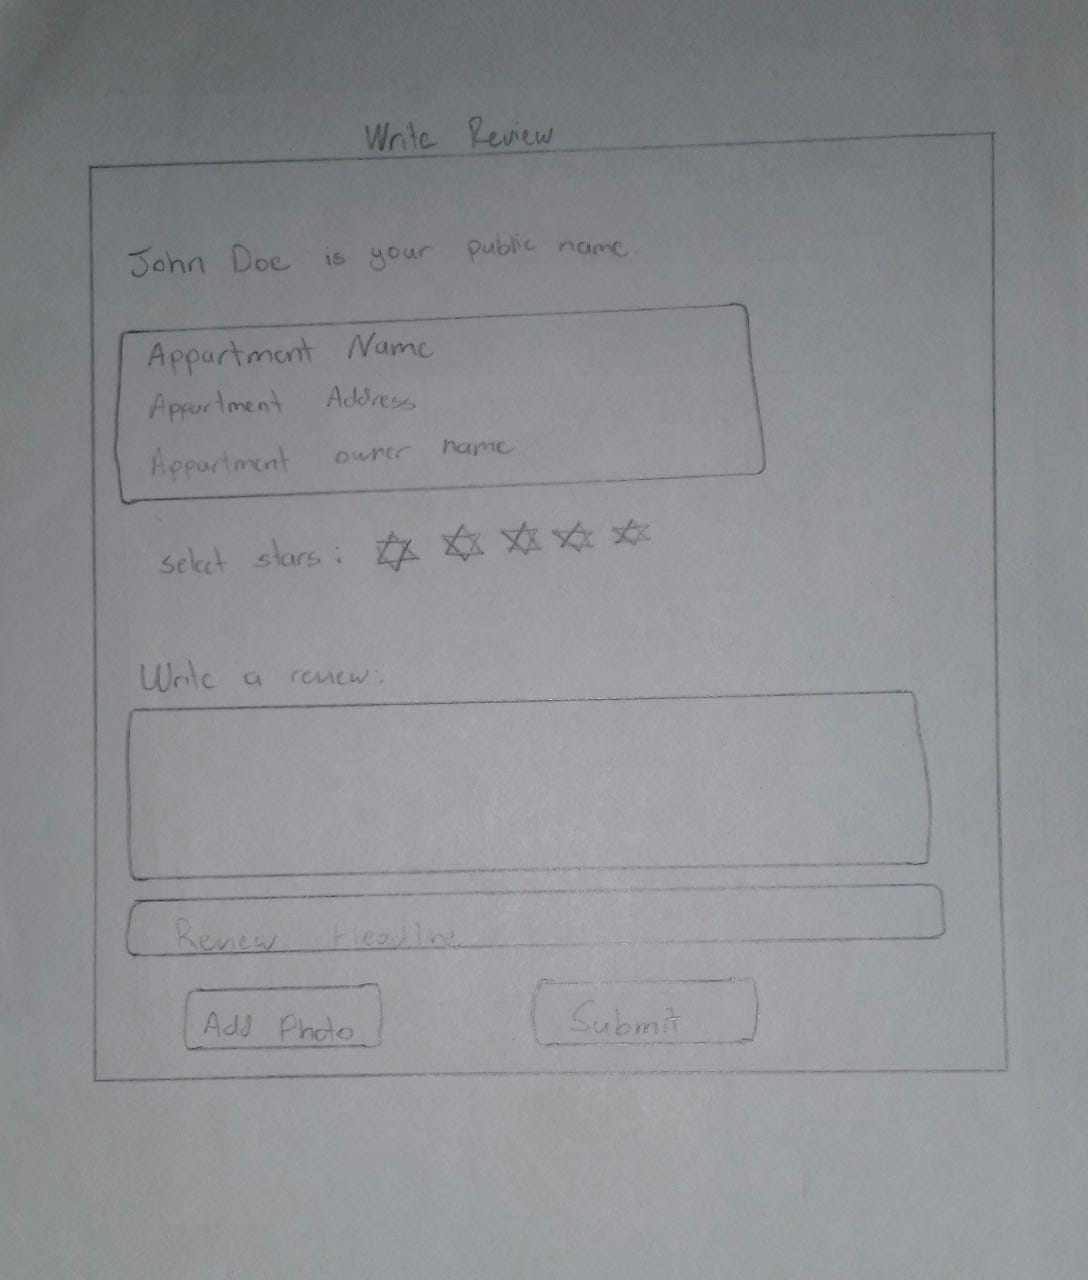 Write Review
John Doe is your public name.
Appartment Name
Appartment Address
Appartment owner name
select stars:
Write a review:
Review Headline
Add Photo
Submit